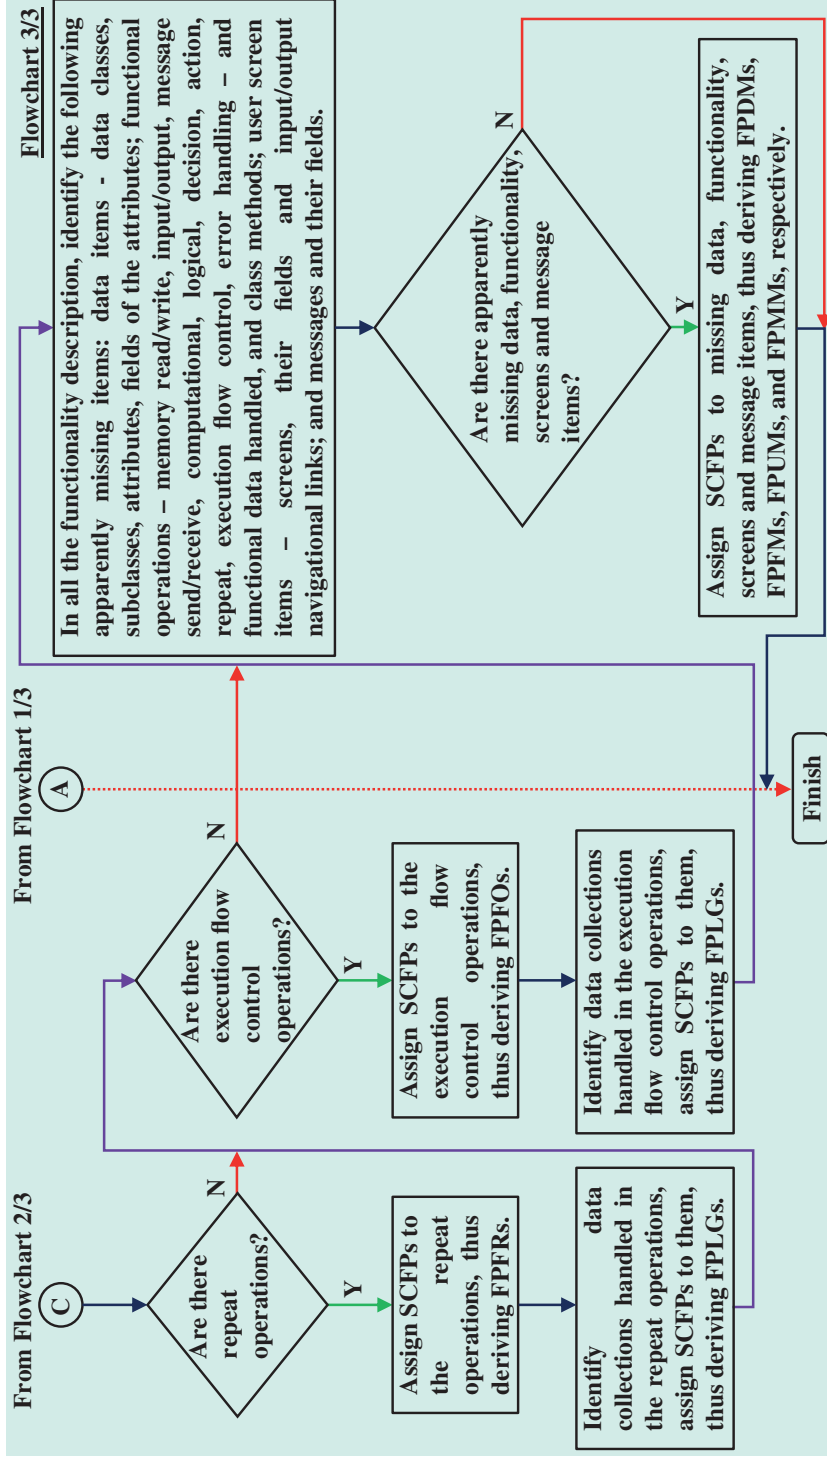 Flowchart 3/3
From Flowchart 2/3
C
Are there
repeat
operations?
N
Y
Assign SCFPs to
the repeat
operations, thus
deriving FPFRs.
Identify data
collections handled in
the repeat operations,
assign SCFPs to them,
thus deriving FPLGs.
From Flowchart 1/3
A
Are there
execution flow
control
operations?
N
Y
Assign SCFPs to the
execution flow
control operations,
thus deriving FPFOs.
Identify data collections
handled in the execution
flow control operations,
assign SCFPs to them,
thus deriving FPLGs.
Finish
In all the functionality description, identify the following
apparently missing items: data items - data classes,
subclasses, attributes, fields of the attributes; functional
operations – memory read/write, input/output, message
send/receive, computational, logical, decision, action,
repeat, execution flow control, error handling – and
functional data handled, and class methods; user screen
items – screens, their fields and input/output
navigational links; and messages and their fields.
Are there apparently
missing data, functionality,
screens and message
items?
N
Y
Assign SCFPs to missing data, functionality,
screens and message items, thus deriving FPDMs,
FPFMs, FPUMs, and FPMMs, respectively.